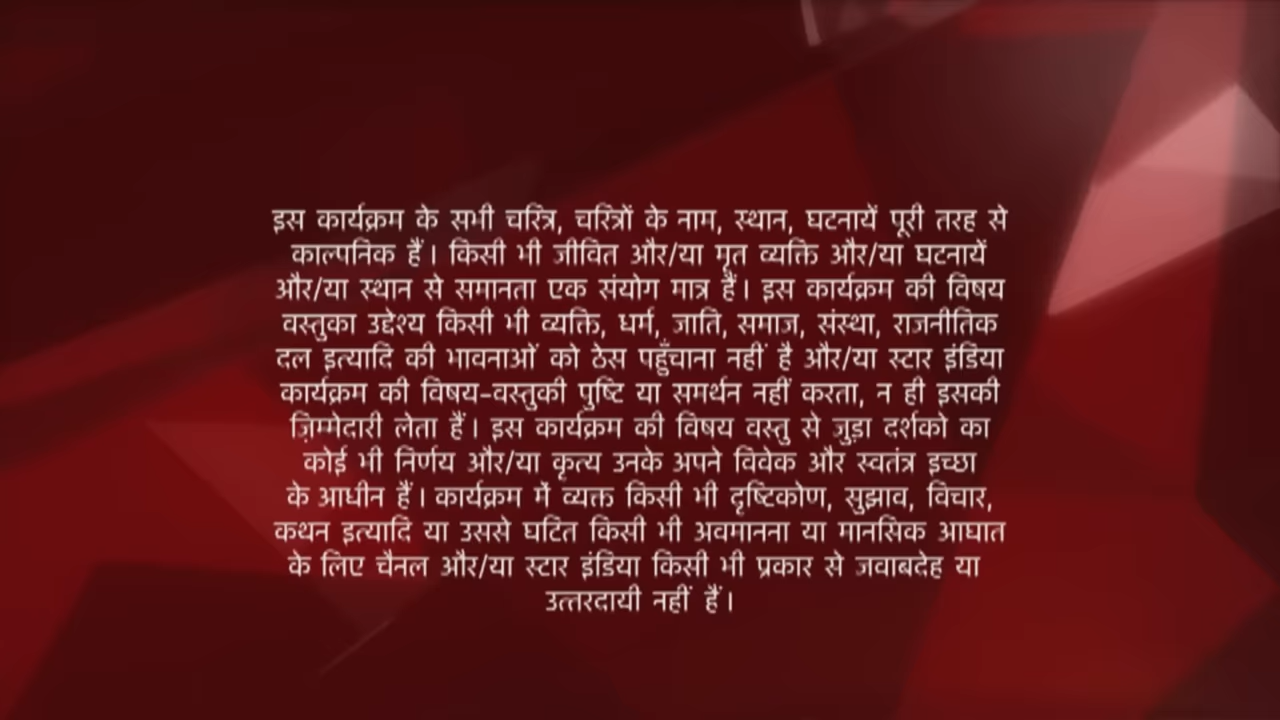 इस कार्यक्रम के सभी चरित्र, चरित्रों के नाम, स्थान, घटनायें पूरी तरह से
काल्पनिक हैं। किसी भी जीवित और/या मृत व्यक्ति और/या घटनायें
और/या स्थान से समानता एक संयोग मात्र हैं। इस कार्यक्रम की विषय
वस्तुका उद्देश्य किसी भी व्यक्ति, धर्म, जाति, समाज, संस्था, राजनीतिक
दल इत्यादि की भावनाओं को ठेस पहुँचाना नहीं है और/या स्टार इंडिया
कार्यक्रम की विषय-वस्तुकी पुष्टि या समर्थन नहीं करता, न ही इसकी
ज़िम्मेदारी लेता हैं। इस कार्यक्रम की विषय वस्तु से जुड़ा दर्शको का
कोई भी निर्णय और/या कृत्य उनके अपने विवेक और स्वतंत्र इच्छा
के आधीन हैं। कार्यक्रम में व्यक्त किसी भी दृष्टिकोण, सुझाव, विचार,
कथन इत्यादि या उससे घटित किसी भी अवमानना या मानसिक आघात
के लिए चैनल और/या स्टार इंडिया किसी भी प्रकार से जवाबदेह या
उत्तरदायी नहीं हैं।